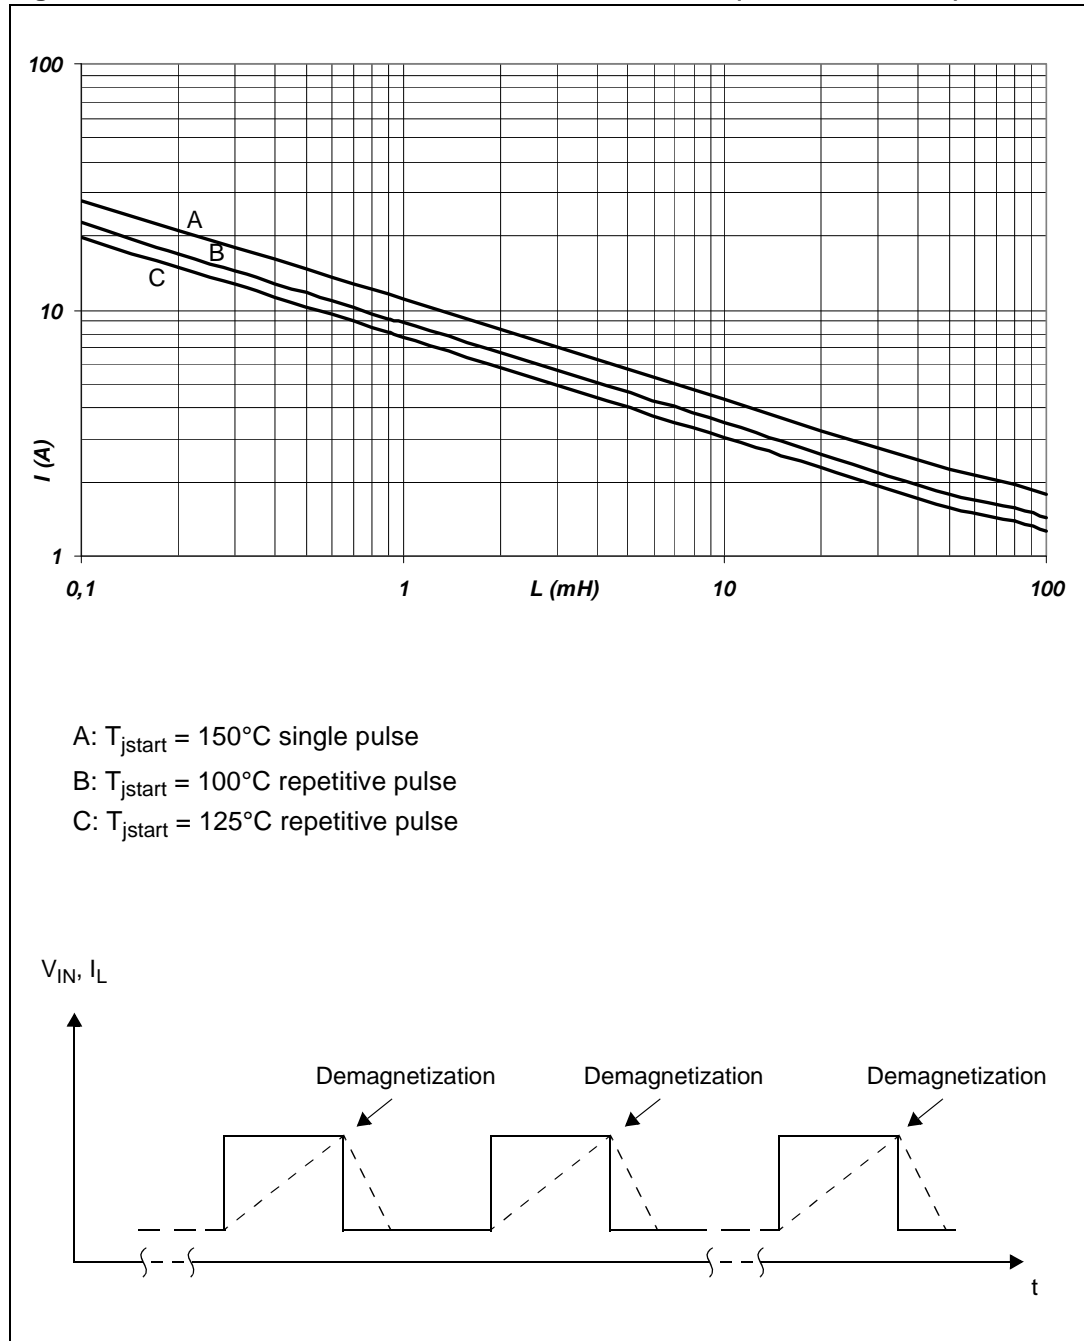 100
A
B
C
10
I (A)
1
0,1 1 L (mH) 10 100
A: Tjstart = 150°C single pulse
B: Tjstart = 100°C repetitive pulse
C: Tjstart = 125°C repetitive pulse
VIN, IL
Demagnetization Demagnetization Demagnetization
t